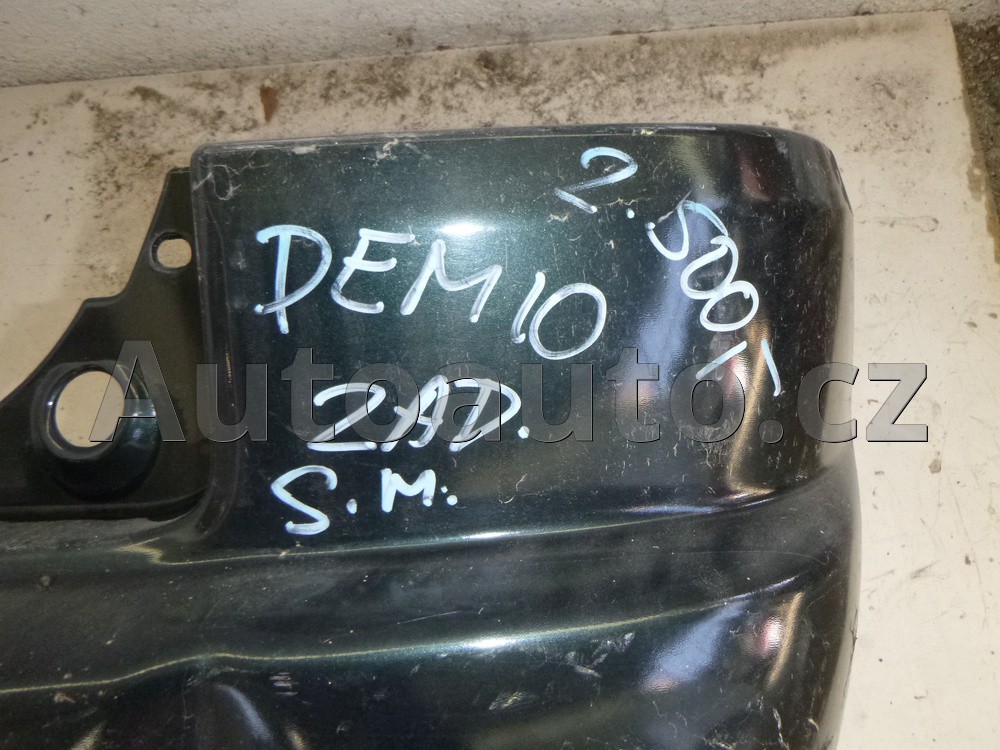 2.500,-
DEMIO
ZAD.
S.M.
Autoauto.cz